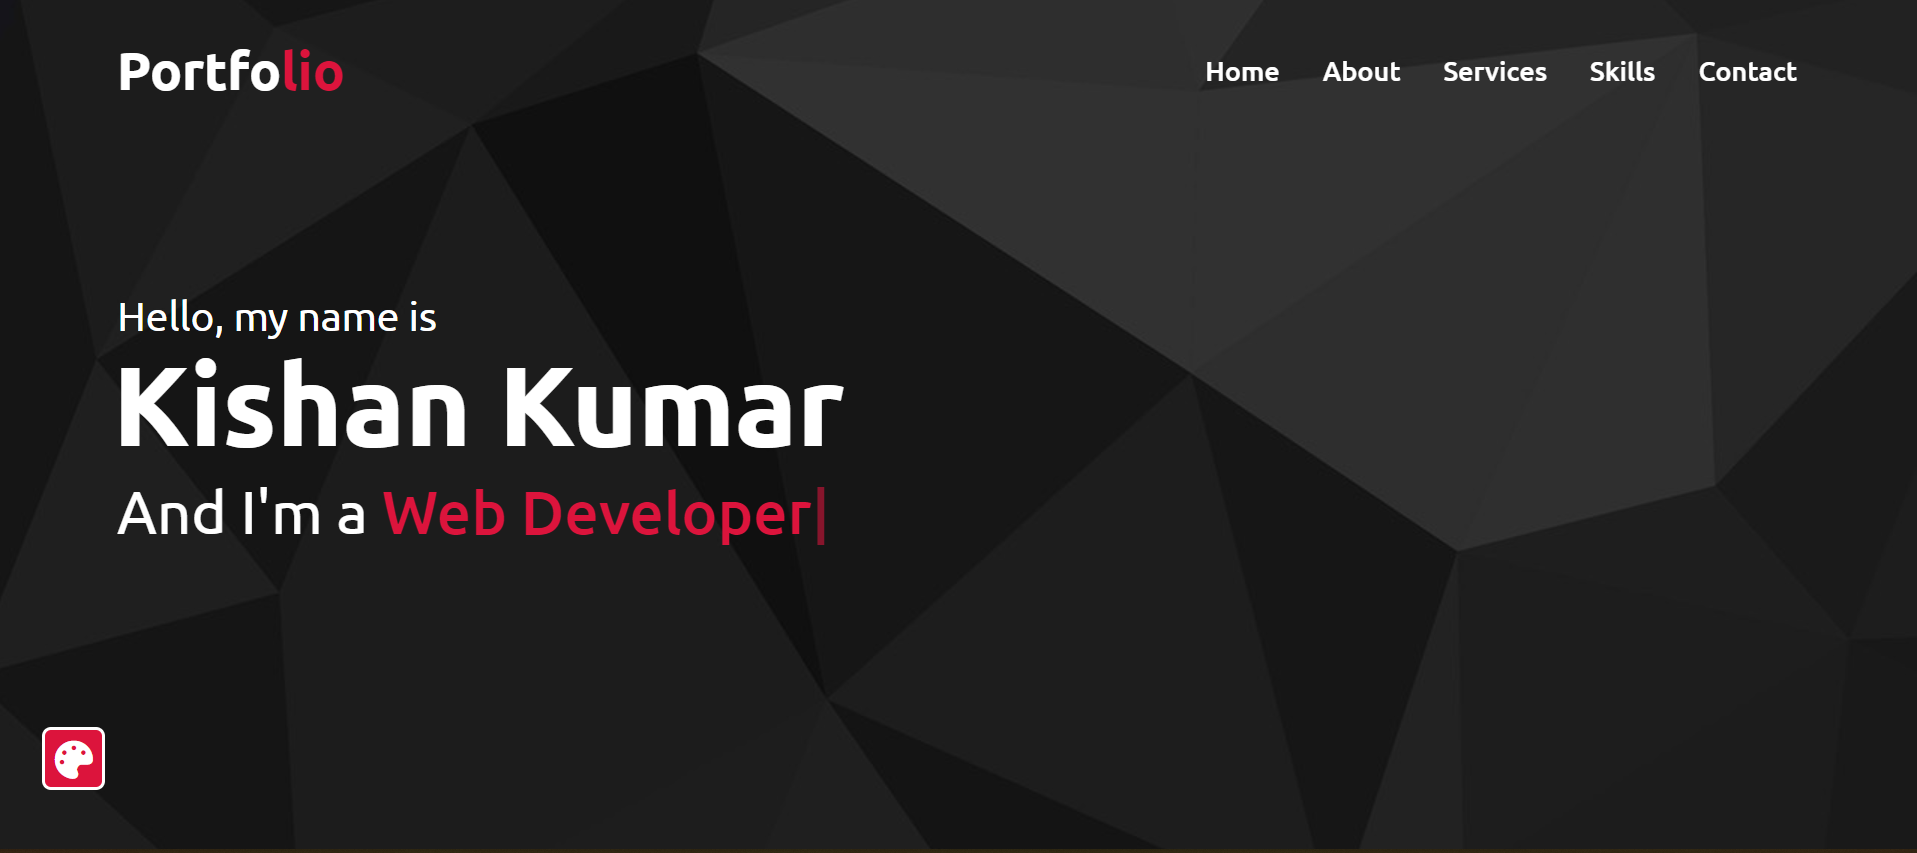 Portfolio
Home About Services Skills Contact
Hello, my name is
Kishan Kumar
And I'm a Web Developer|